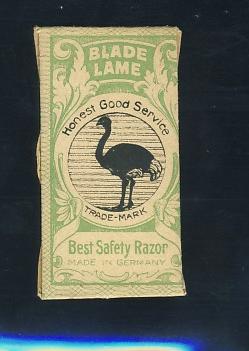 BLADE
LAME
Honest Good Service
TRADE-MARK
Best Safety Razor
MADE IN GERMANY